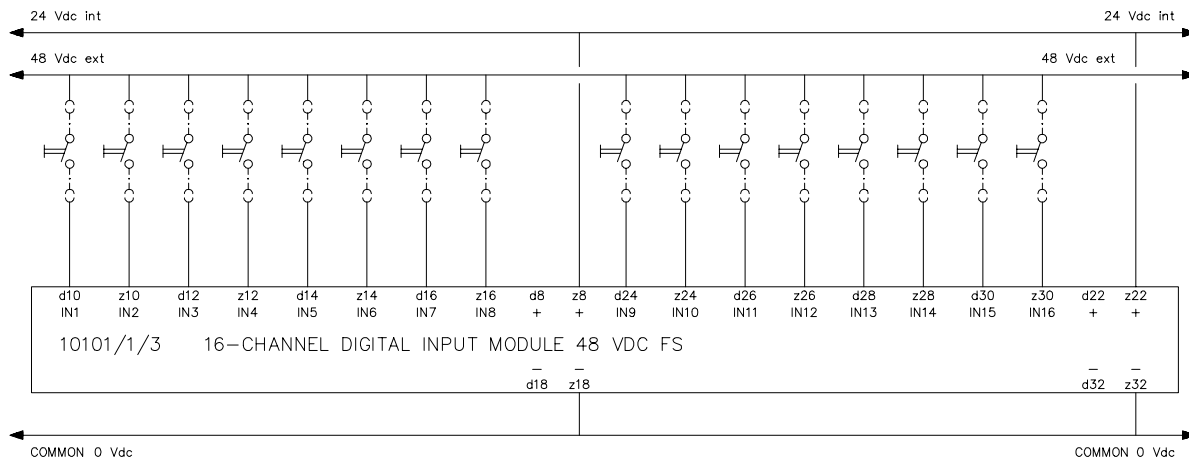 24 Vdc int 24 Vdc int
48 Vdc ext 48 Vdc ext
d10 z10 d12 z12 d14 z14 d16 z16 d8 z8 d24 z24 d26 z26 d28 z28 d30 z30 d22 z22
IN1 IN2 IN3 IN4 IN5 IN6 IN7 IN8 + + IN9 IN10 IN11 IN12 IN13 IN14 IN15 IN16 + +
10101/1/3 16-CHANNEL DIGITAL INPUT MODULE 48 VDC FS
− − − −
d18 z18 d32 z32
COMMON 0 Vdc COMMON 0 Vdc